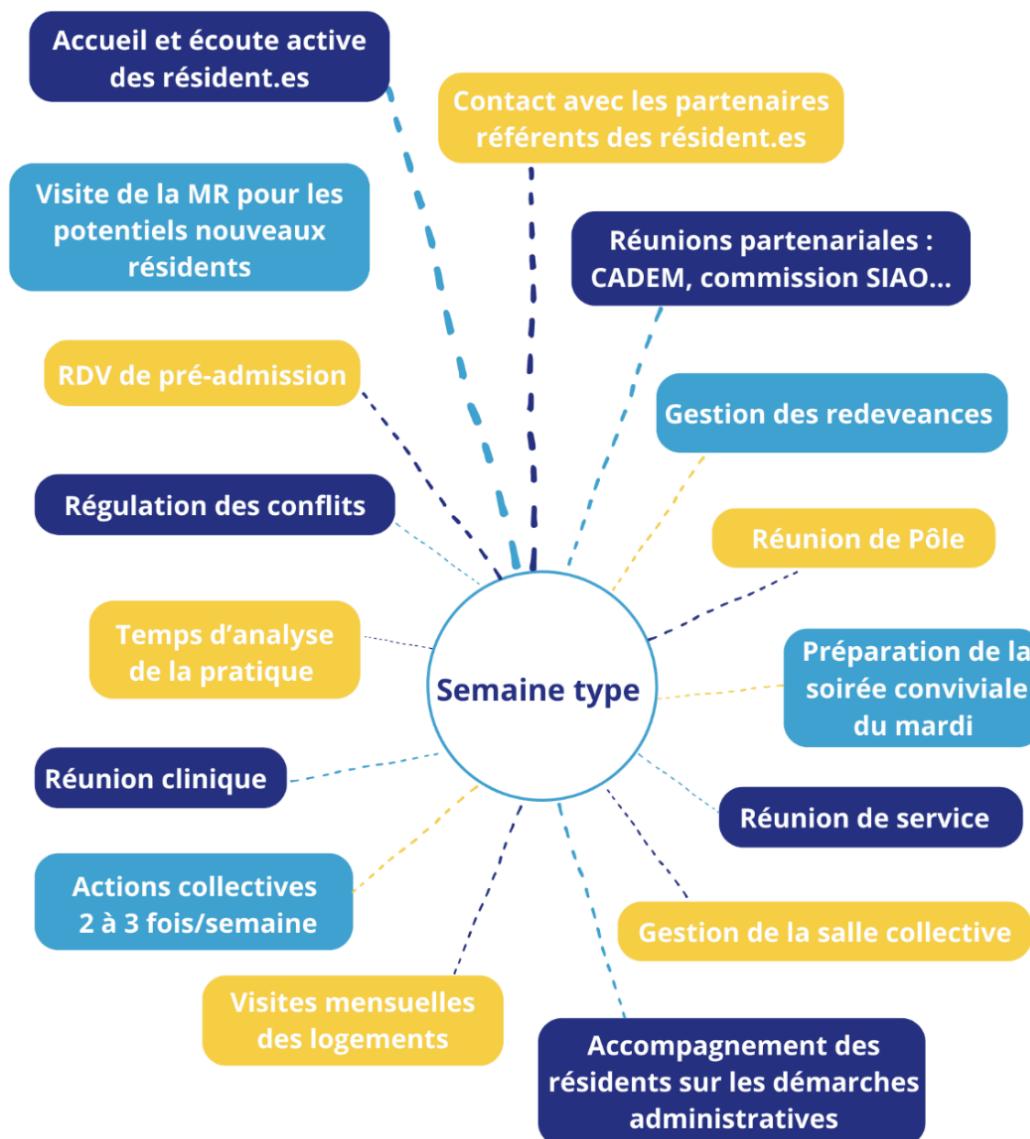 Accueil et écoute active
des résident.es
Contact avec les partenaires
référents des résident.es
Visite de la MR pour les
potentiels nouveaux
résidents
Réunions partenariales :
CADEM, commission SIAO...
RDV de pré-admission
Gestion des redeveances
Régulation des conflits
Réunion de Pôle
Temps d’analyse
de la pratique
Semaine type
Préparation de la
soirée conviviale
du mardi
Réunion clinique
Réunion de service
Actions collectives
2 à 3 fois/semaine
Gestion de la salle collective
Visites mensuelles
des logements
Accompagnement des
résidents sur les démarches
administratives